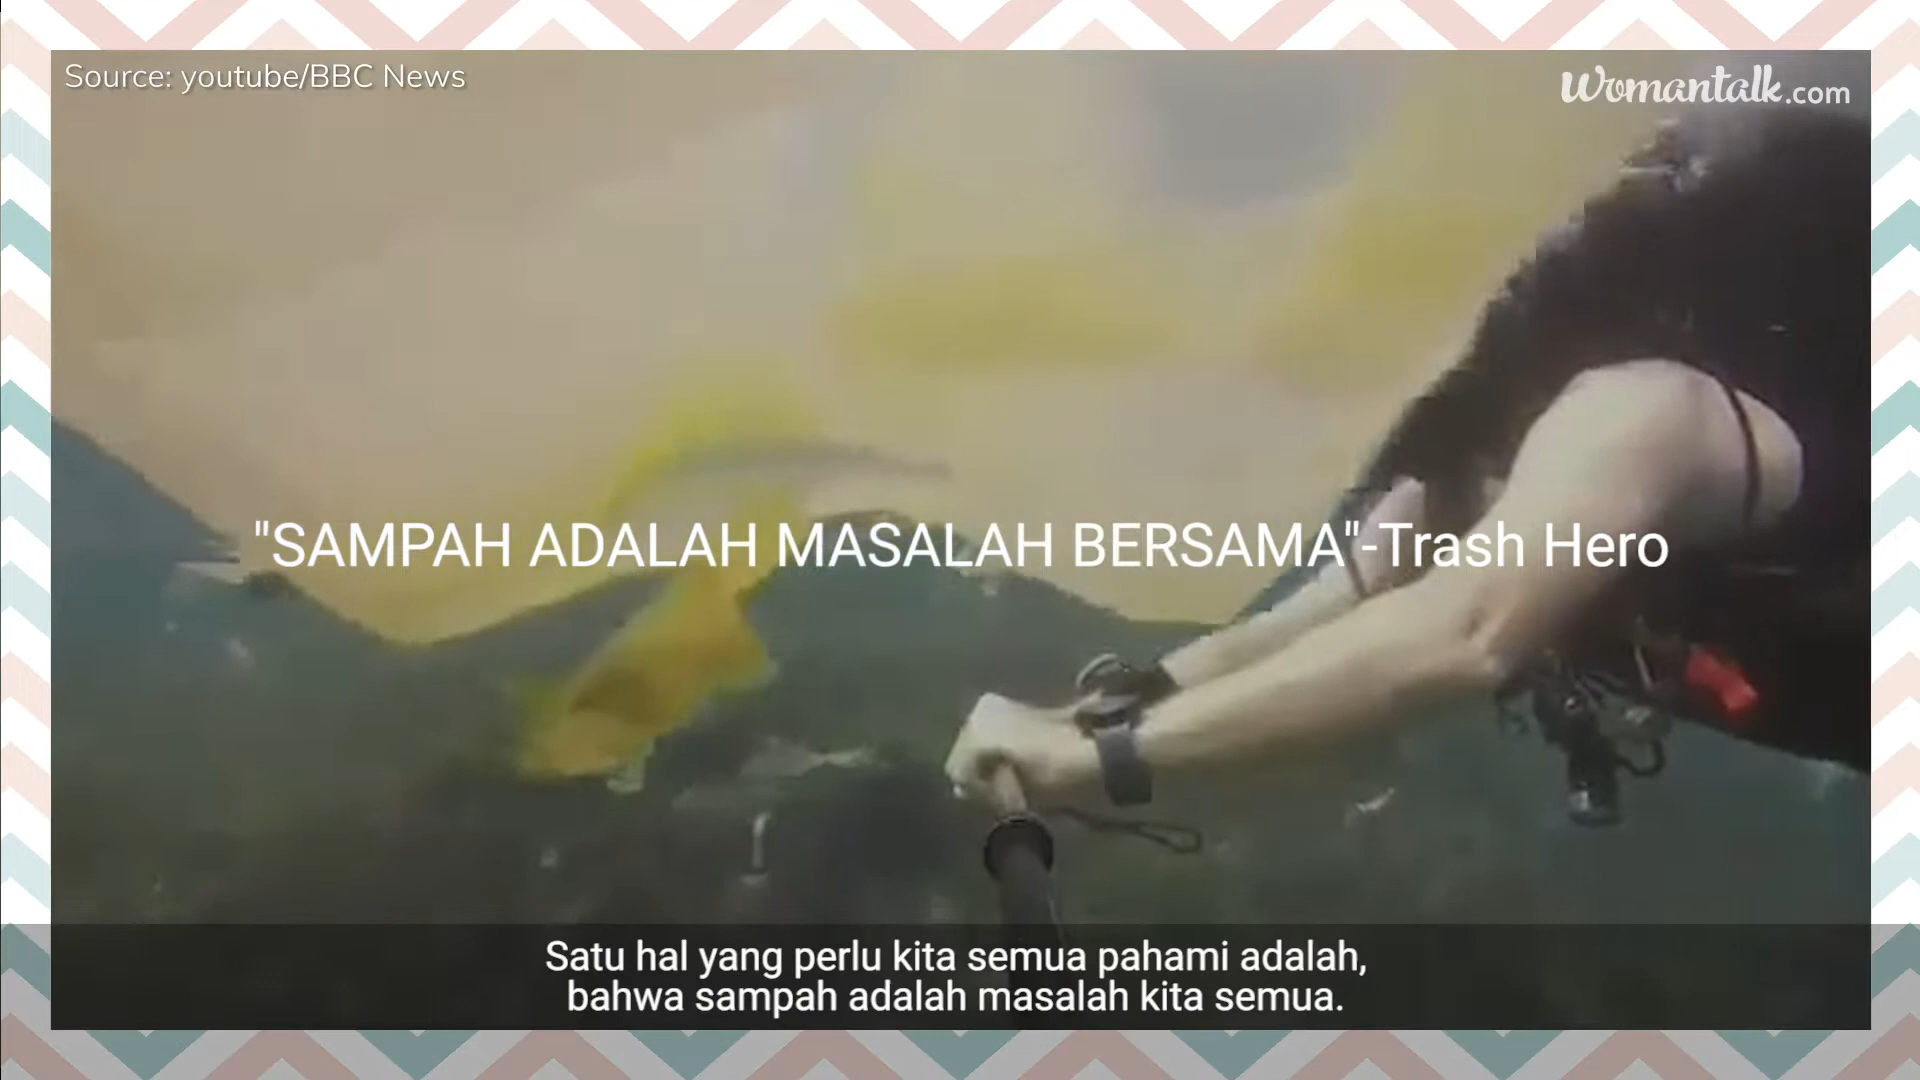 Source: youtube/BBC News
Womantalk.com
"SAMPAH ADALAH MASALAH BERSAMA"-Trash Hero
Satu hal yang perlu kita semua pahami adalah,
bahwa sampah adalah masalah kita semua.